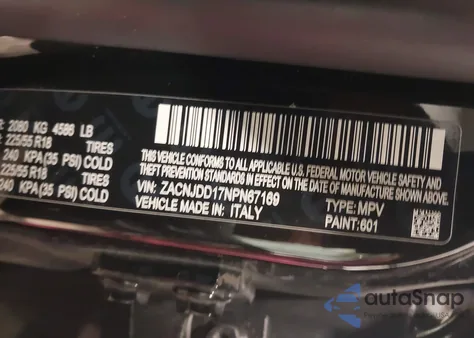 : 2080 KG 4586 LB
: 225/55 R18 TIRES
240 KPA(35 PSI) COLD
225/55 R18 TIRES
240 KPA(35 PSI) COLD
THIS VEHICLE CONFORMS TO ALL APPLICABLE U.S. FEDERAL MOTOR VEHICLE SAFETY AND
THEFT PREVENTION STANDARDS IN EFFECT ON THE DATE OF MANUFACTURE SHOWN ABOVE.
VIN: ZACNJDD17NPN67169 TYPE: MPV
VEHICLE MADE IN: ITALY PAINT: 601
autoSnap